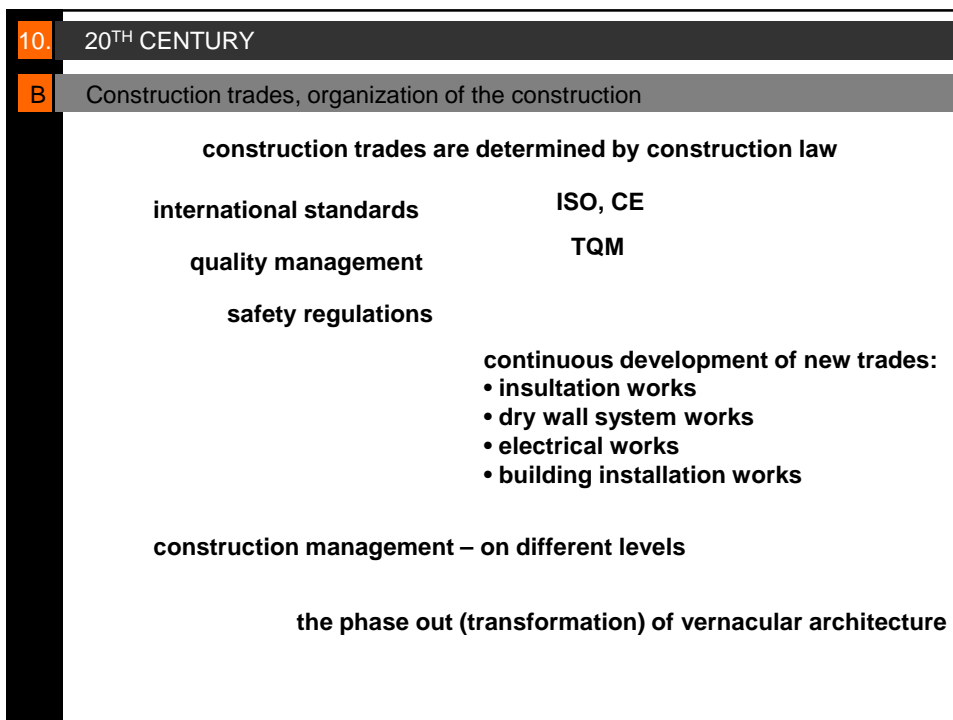 10. 20TH CENTURY
B Construction trades, organization of the construction
construction trades are determined by construction law
international standards ISO, CE
quality management TQM
safety regulations
continuous development of new trades:
• insultation works
• dry wall system works
• electrical works
• building installation works
construction management – on different levels
the phase out (transformation) of vernacular architecture